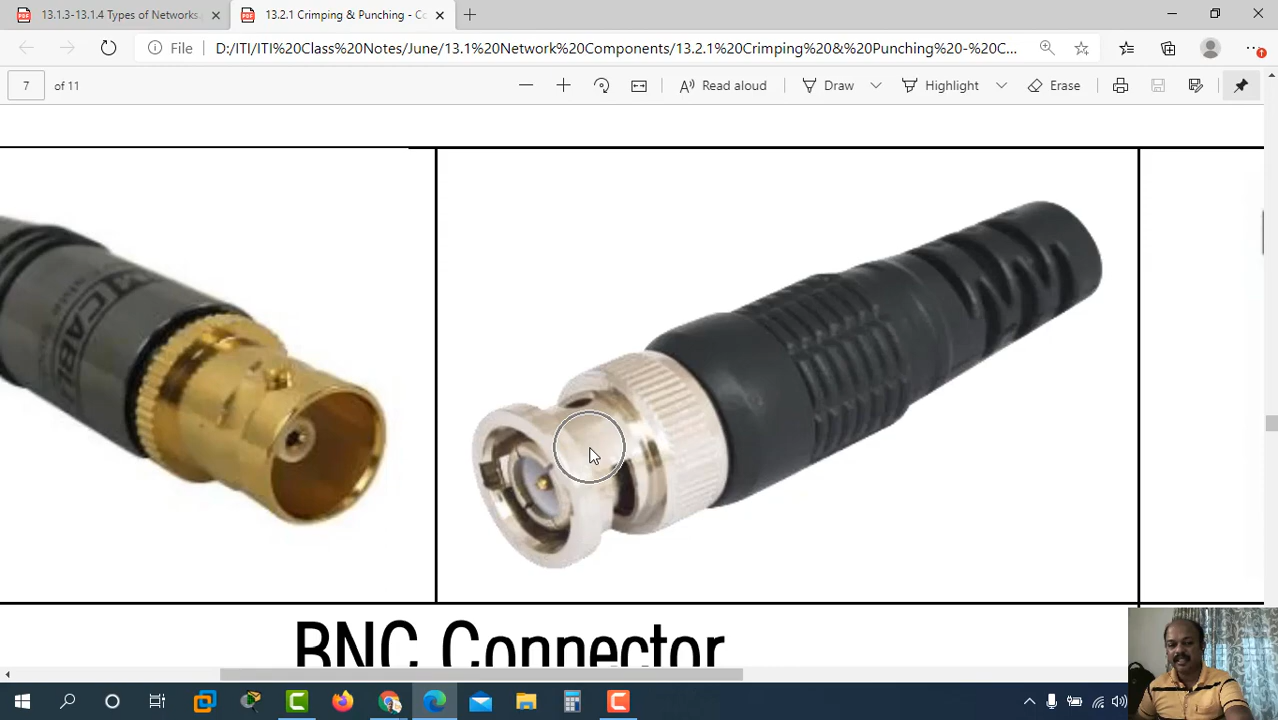 13.1.3-13.1.4 Types of Networks
13.2.1 Crimping & Punching - Co
File
D:/ITI/ITI%20Class%20Notes/June/13.1%20Network%20Components/13.2.1%20Crimping%20&%20Punching%20-%20C...
7
of 11
Read aloud
Draw
Highlight
Erase
BNC Connector